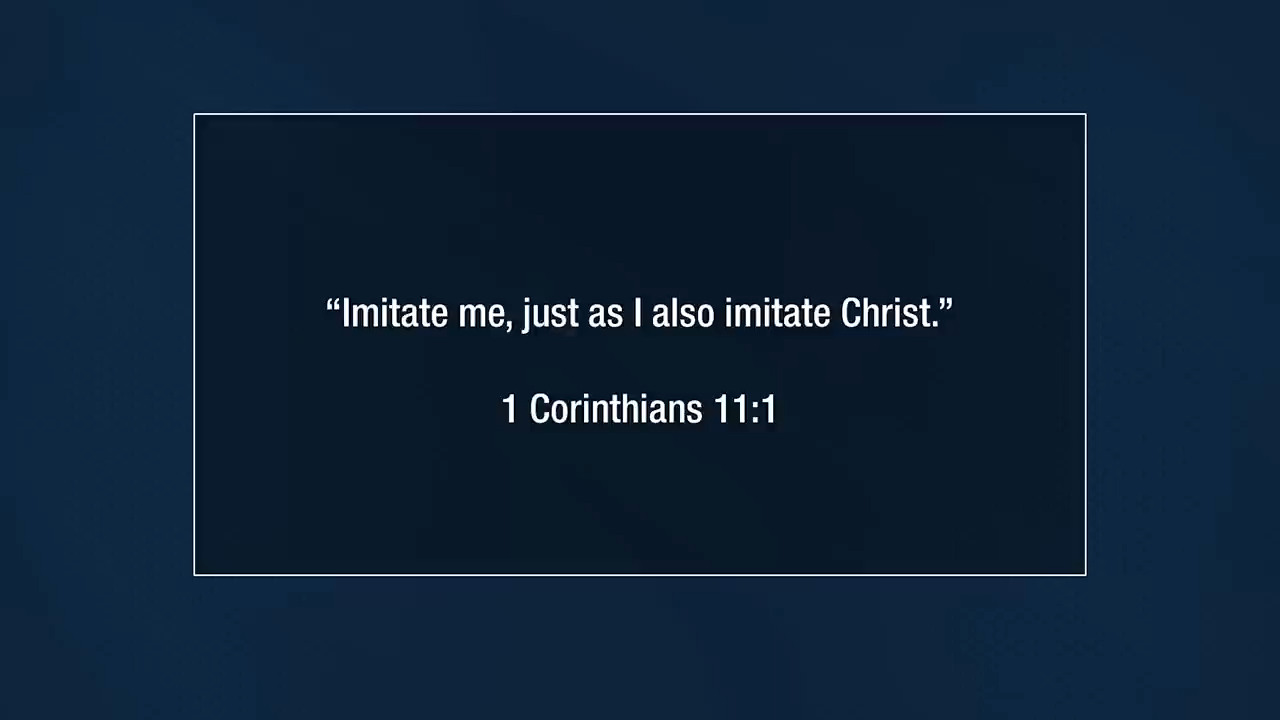 “Imitate me, just as I also imitate Christ.”
1 Corinthians 11:1